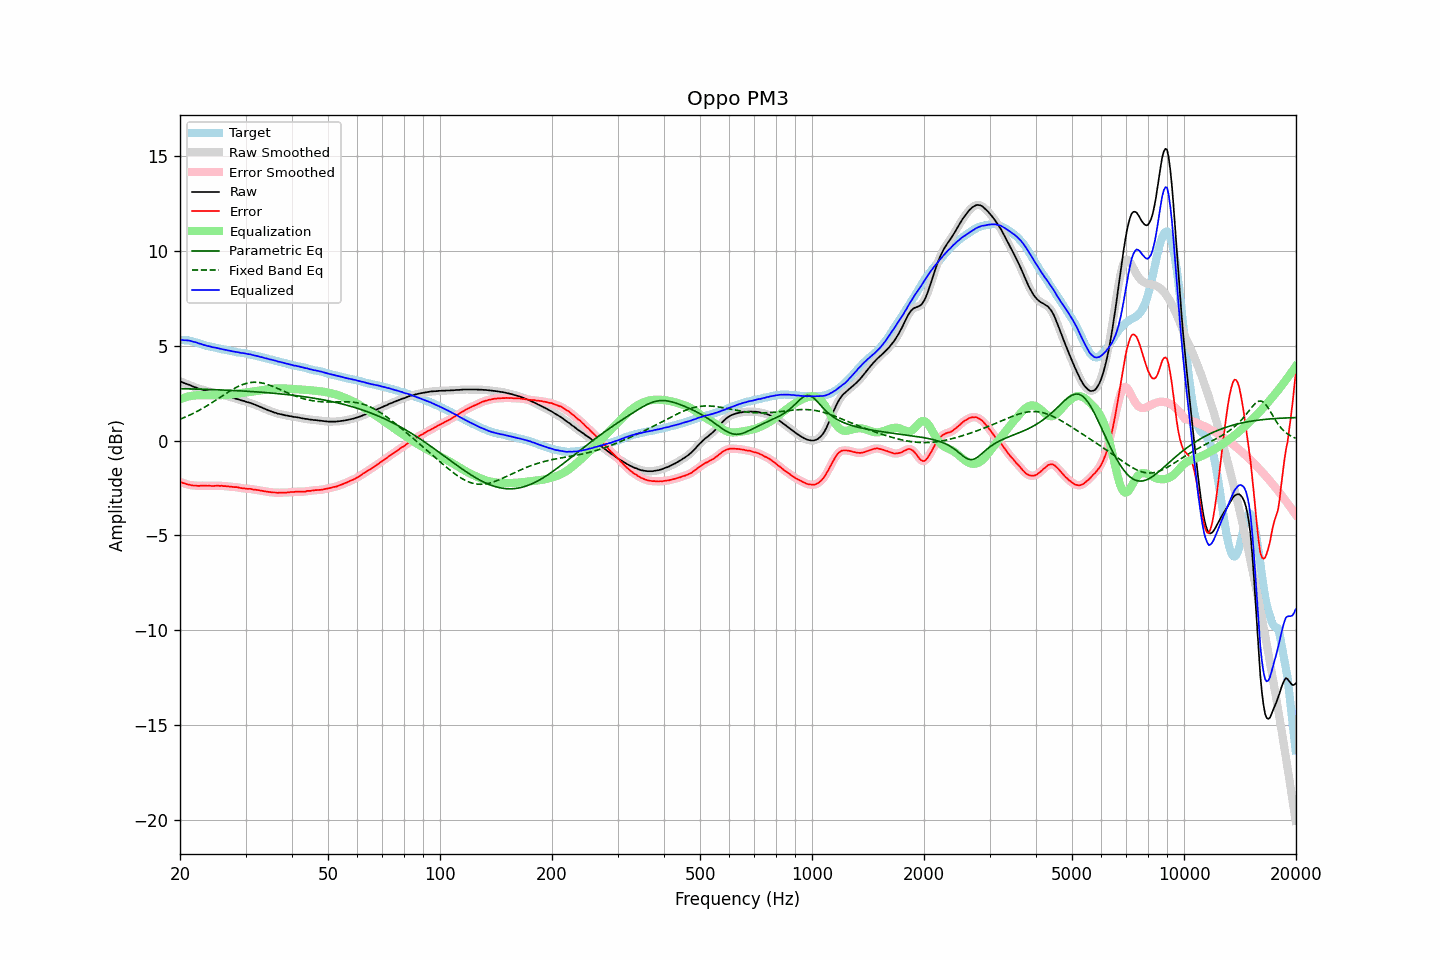 Oppo PM3
Target
Raw Smoothed
Error Smoothed
Raw
Error
Equalization
Parametric Eq
Fixed Band Eq
Equalized
15
10
5
0
−5
−10
−15
−20
Amplitude (dBr)
20 50 100 200 500 1000 2000 5000 10000 20000
Frequency (Hz)